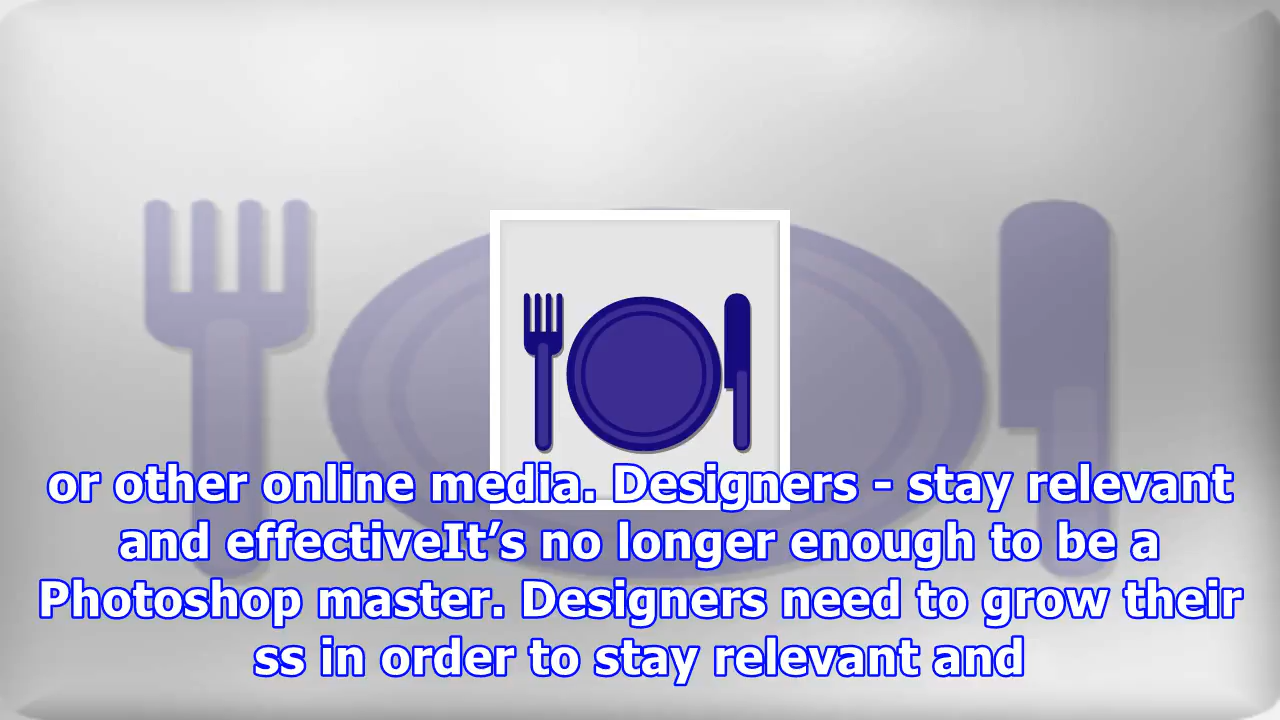 or other online media. Designers - stay relevant
and effectiveIt’s no longer enough to be a
Photoshop master. Designers need to grow their
ss in order to stay relevant and